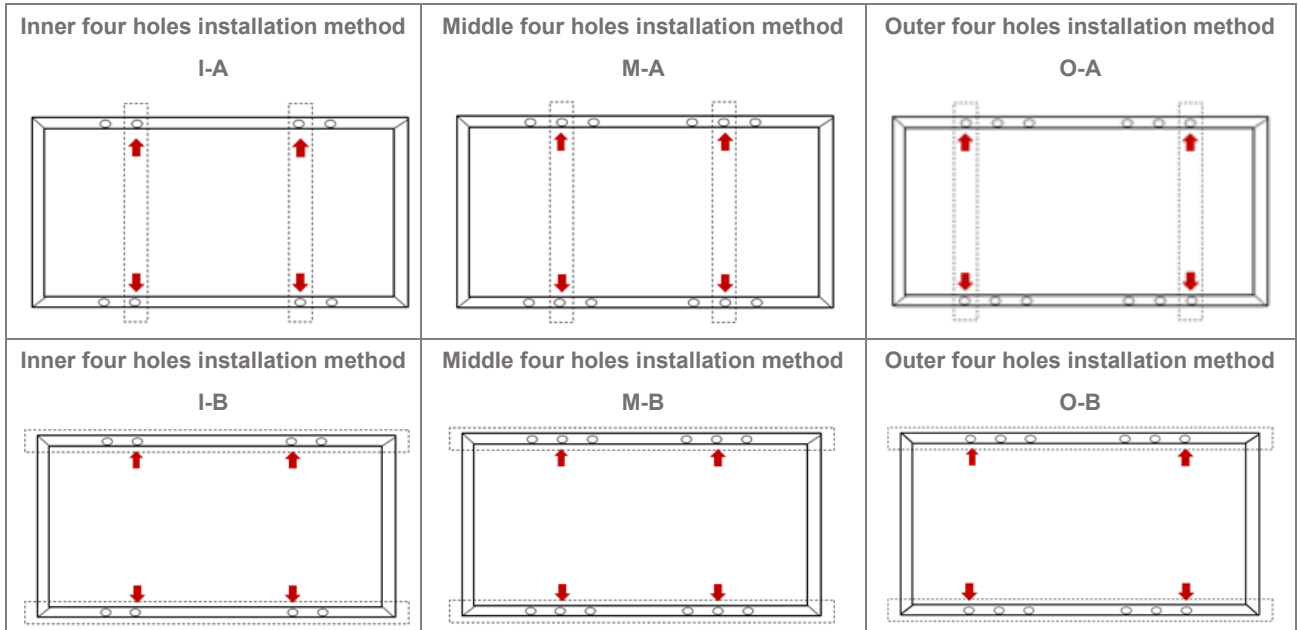 Inner four holes installation method
I-A
Middle four holes installation method
M-A
Outer four holes installation method
O-A
Inner four holes installation method
I-B
Middle four holes installation method
M-B
Outer four holes installation method
O-B